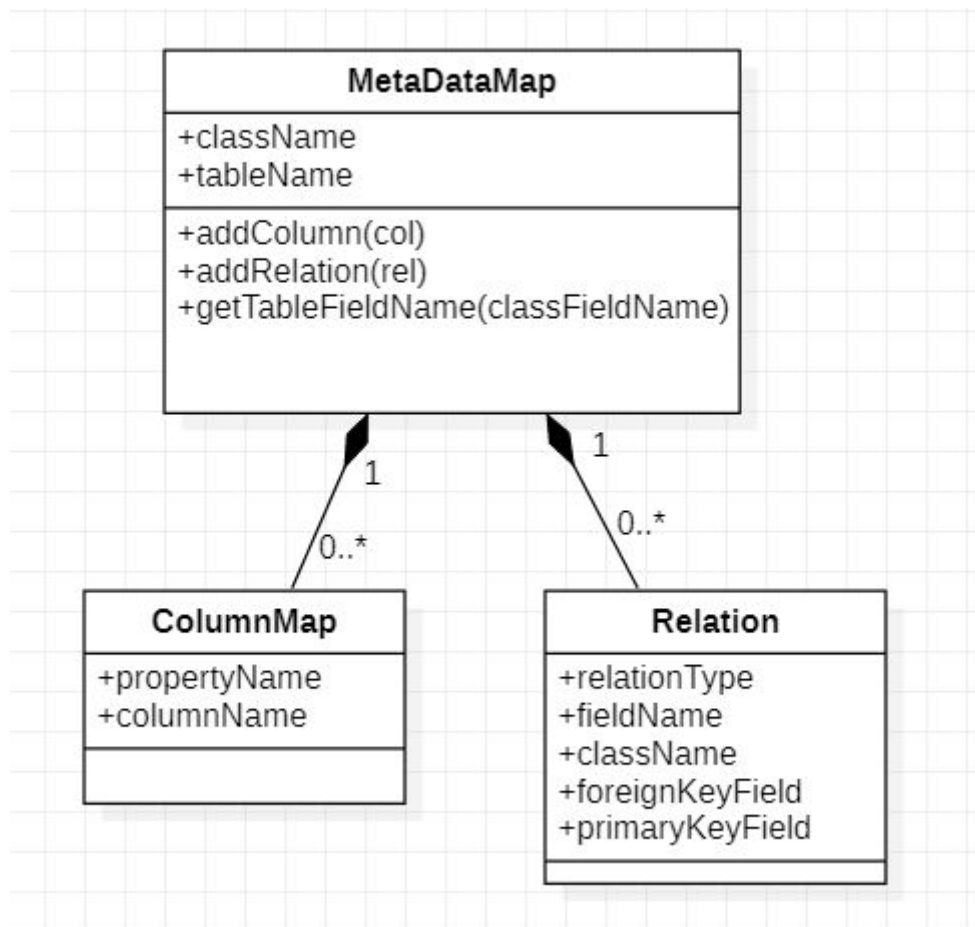 MetaDataMap
+className
+tableName
+addColumn(col)
+addRelation(rel)
+getTableFieldName(classFieldName)
1
1
0..*
0..*
ColumnMap
+propertyName
+columnName
Relation
+relationType
+fieldName
+className
+foreignKeyField
+primaryKeyField